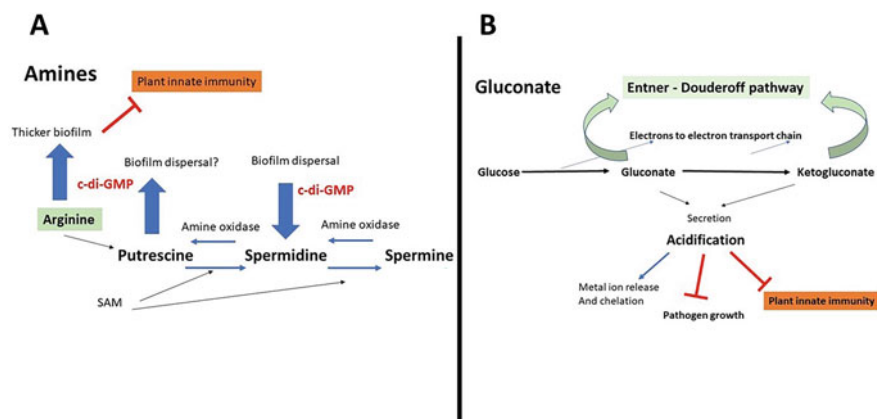 A
Amines
Plant innate immunity
Thicker biofilm
Biofilm dispersal?
Biofilm dispersal
c-di-GMP
c-di-GMP
Arginine
Amine oxidase
Amine oxidase
Putrescine
Spermidine
Spermine
SAM
B
Gluconate
Entner - Douderoff pathway
Electrons to electron transport chain
Glucose
Gluconate
Ketogluconate
Secretion
Acidification
Metal ion release
And chelation
Pathogen growth
Plant innate immunity